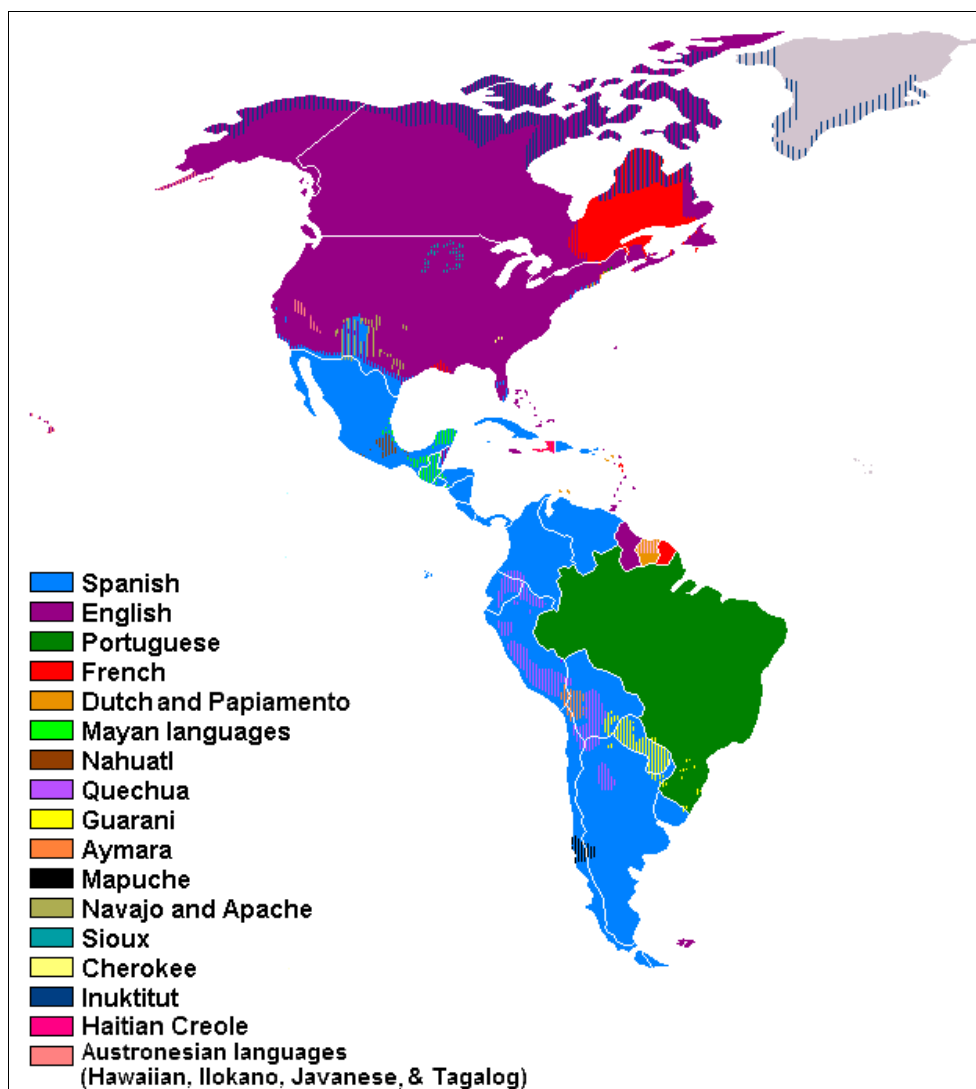 Spanish
English
Portuguese
French
Dutch and Papiamento
Mayan languages
Nahuatl
Quechua
Guarani
Aymara
Mapuche
Navajo and Apache
Sioux
Cherokee
Inuktitut
Haitian Creole
Austronesian languages
(Hawaiian, Ilokano, Javanese, & Tagalog)